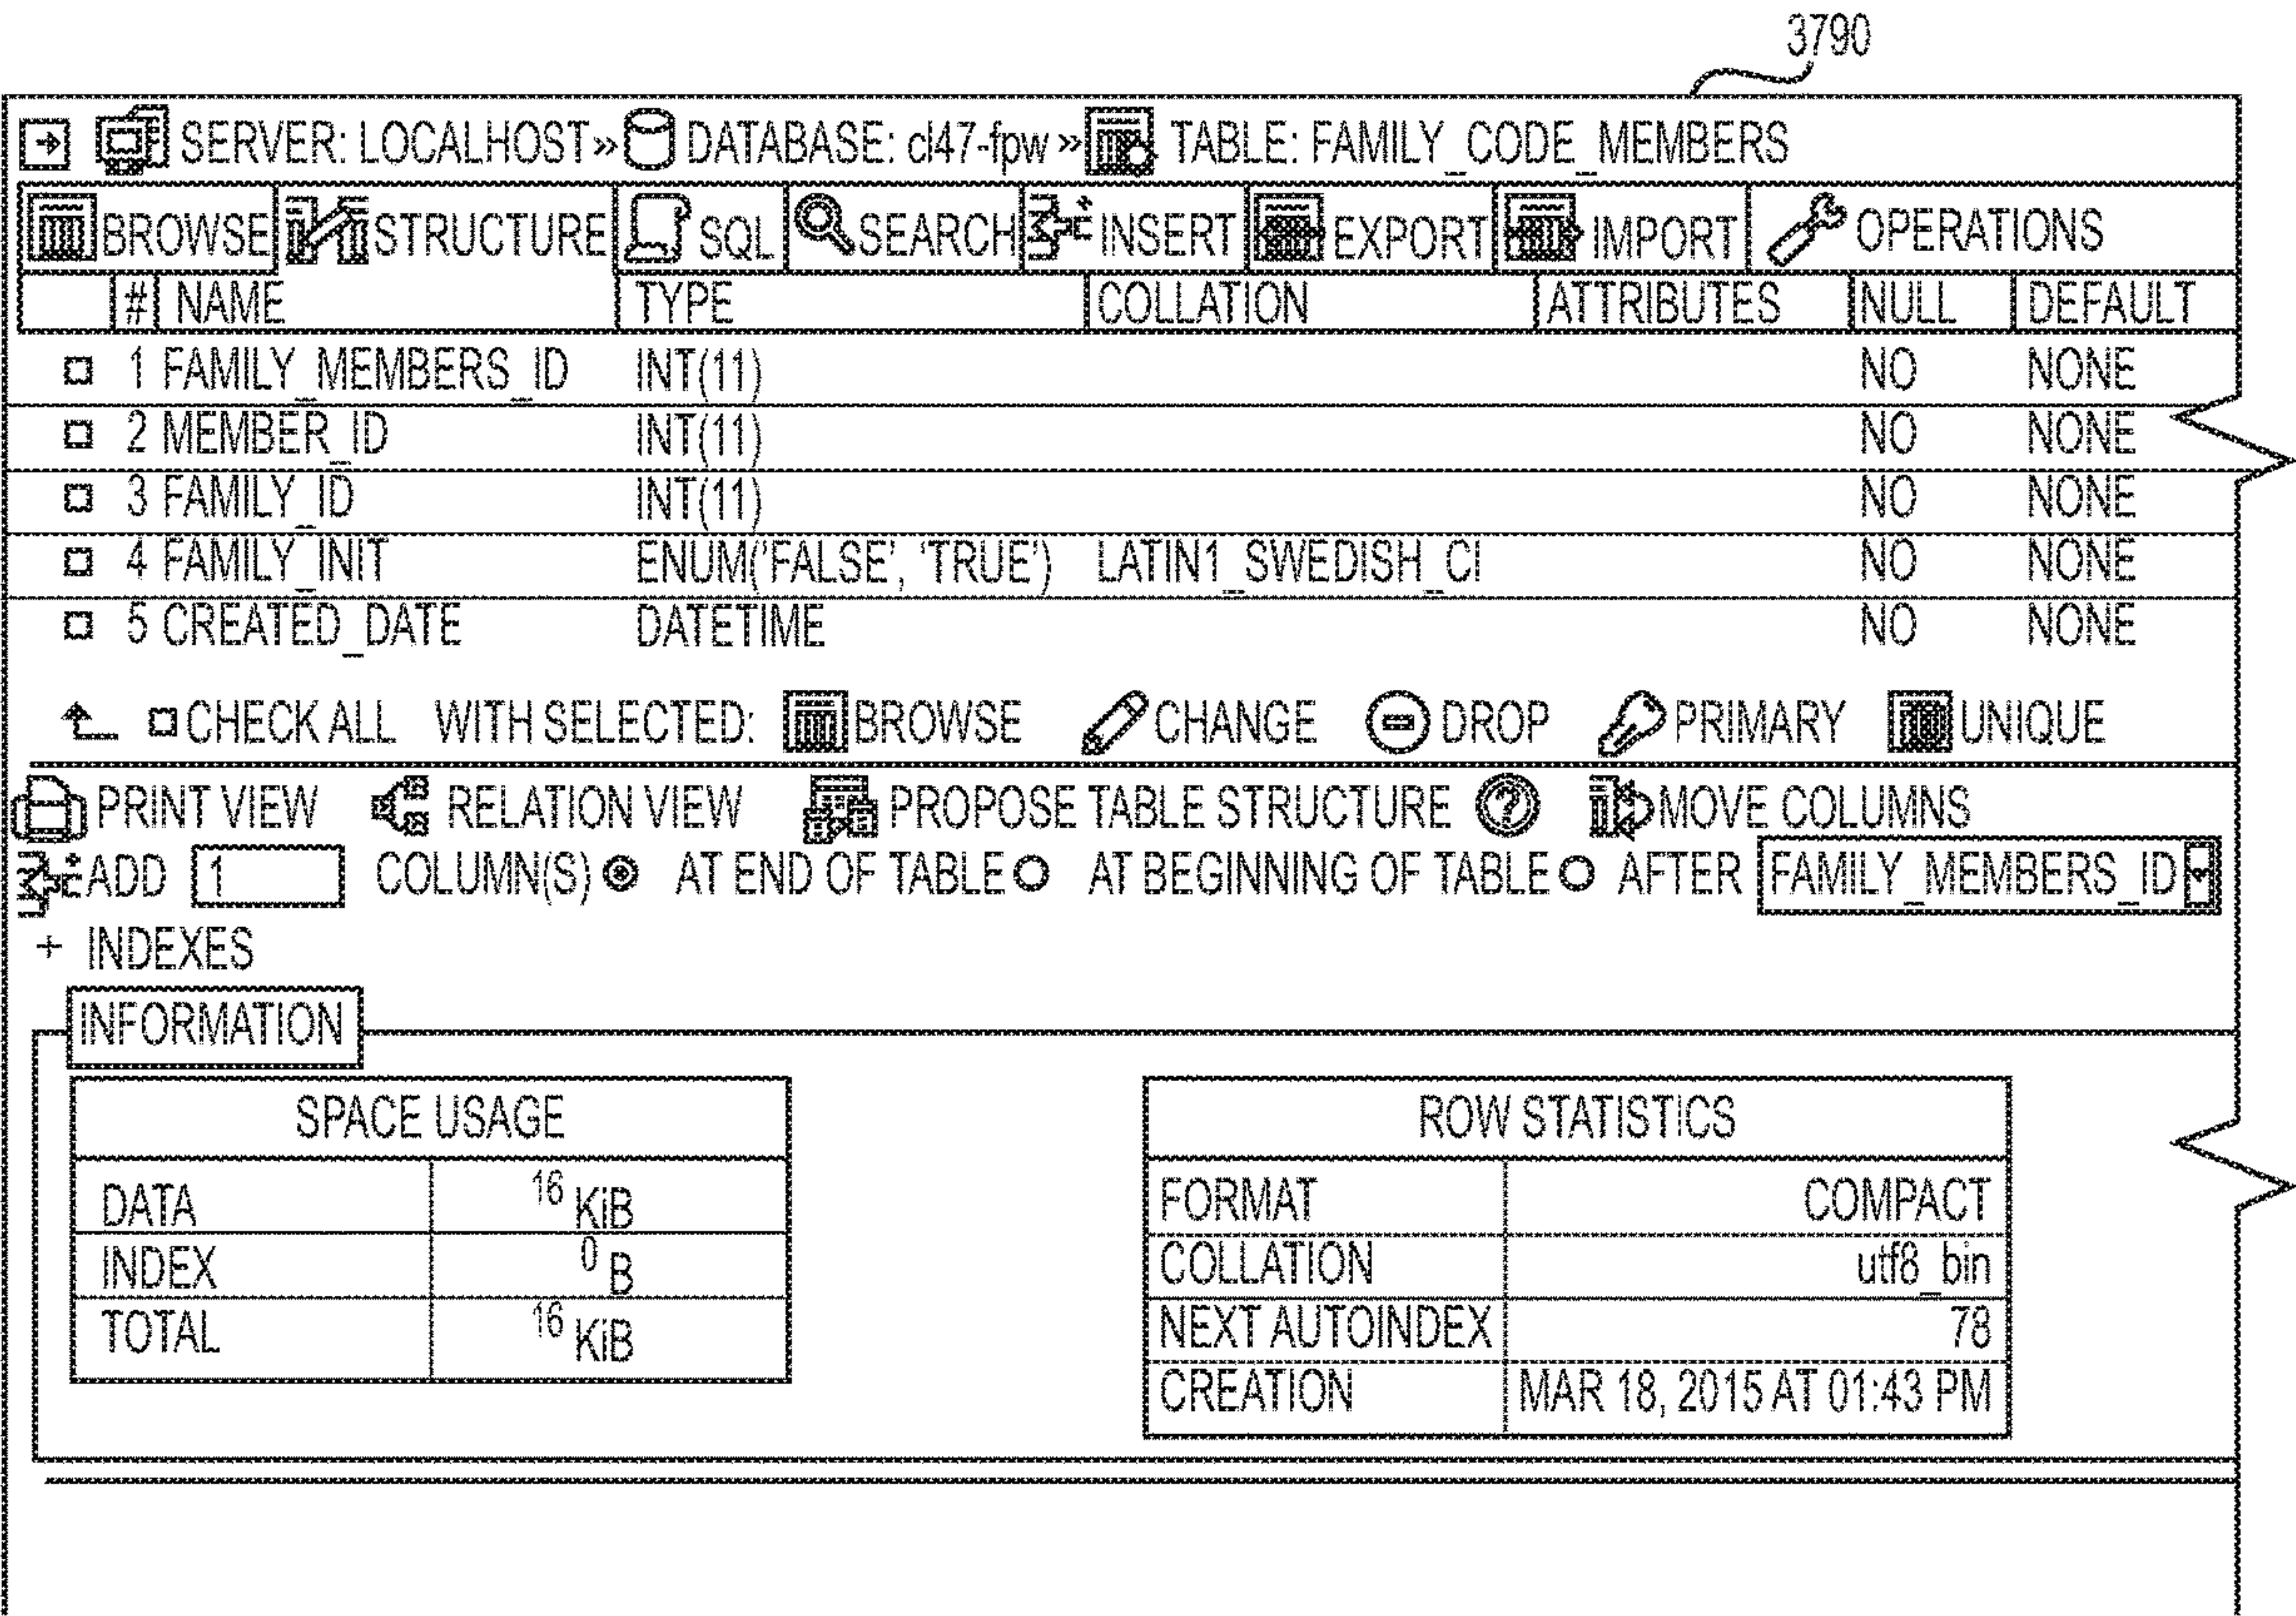 3790
SERVER: LOCALHOST » DATABASE: cl47-fpw » TABLE: FAMILY_CODE_MEMBERS
BROWSE STRUCTURE SQL SEARCH INSERT EXPORT IMPORT OPERATIONS
# NAME TYPE COLLATION ATTRIBUTES NULL DEFAULT
1 FAMILY_MEMBERS_ID INT(11) NO NONE
2 MEMBER_ID INT(11) NO NONE
3 FAMILY_ID INT(11) NO NONE
4 FAMILY_INIT ENUM('FALSE', 'TRUE') LATIN1_SWEDISH_CI NO NONE
5 CREATED_DATE DATETIME NO NONE
CHECK ALL WITH SELECTED: BROWSE CHANGE DROP PRIMARY UNIQUE
PRINT VIEW RELATION VIEW PROPOSE TABLE STRUCTURE ? MOVE COLUMNS
ADD 1 COLUMN(S) AT END OF TABLE AT BEGINNING OF TABLE AFTER FAMILY_MEMBERS_ID
+ INDEXES
INFORMATION
SPACE USAGE
DATA 16 KiB
INDEX 0 B
TOTAL 16 KiB
ROW STATISTICS
FORMAT COMPACT
COLLATION utf8_bin
NEXT AUTOINDEX 78
CREATION MAR 18, 2015 AT 01:43 PM